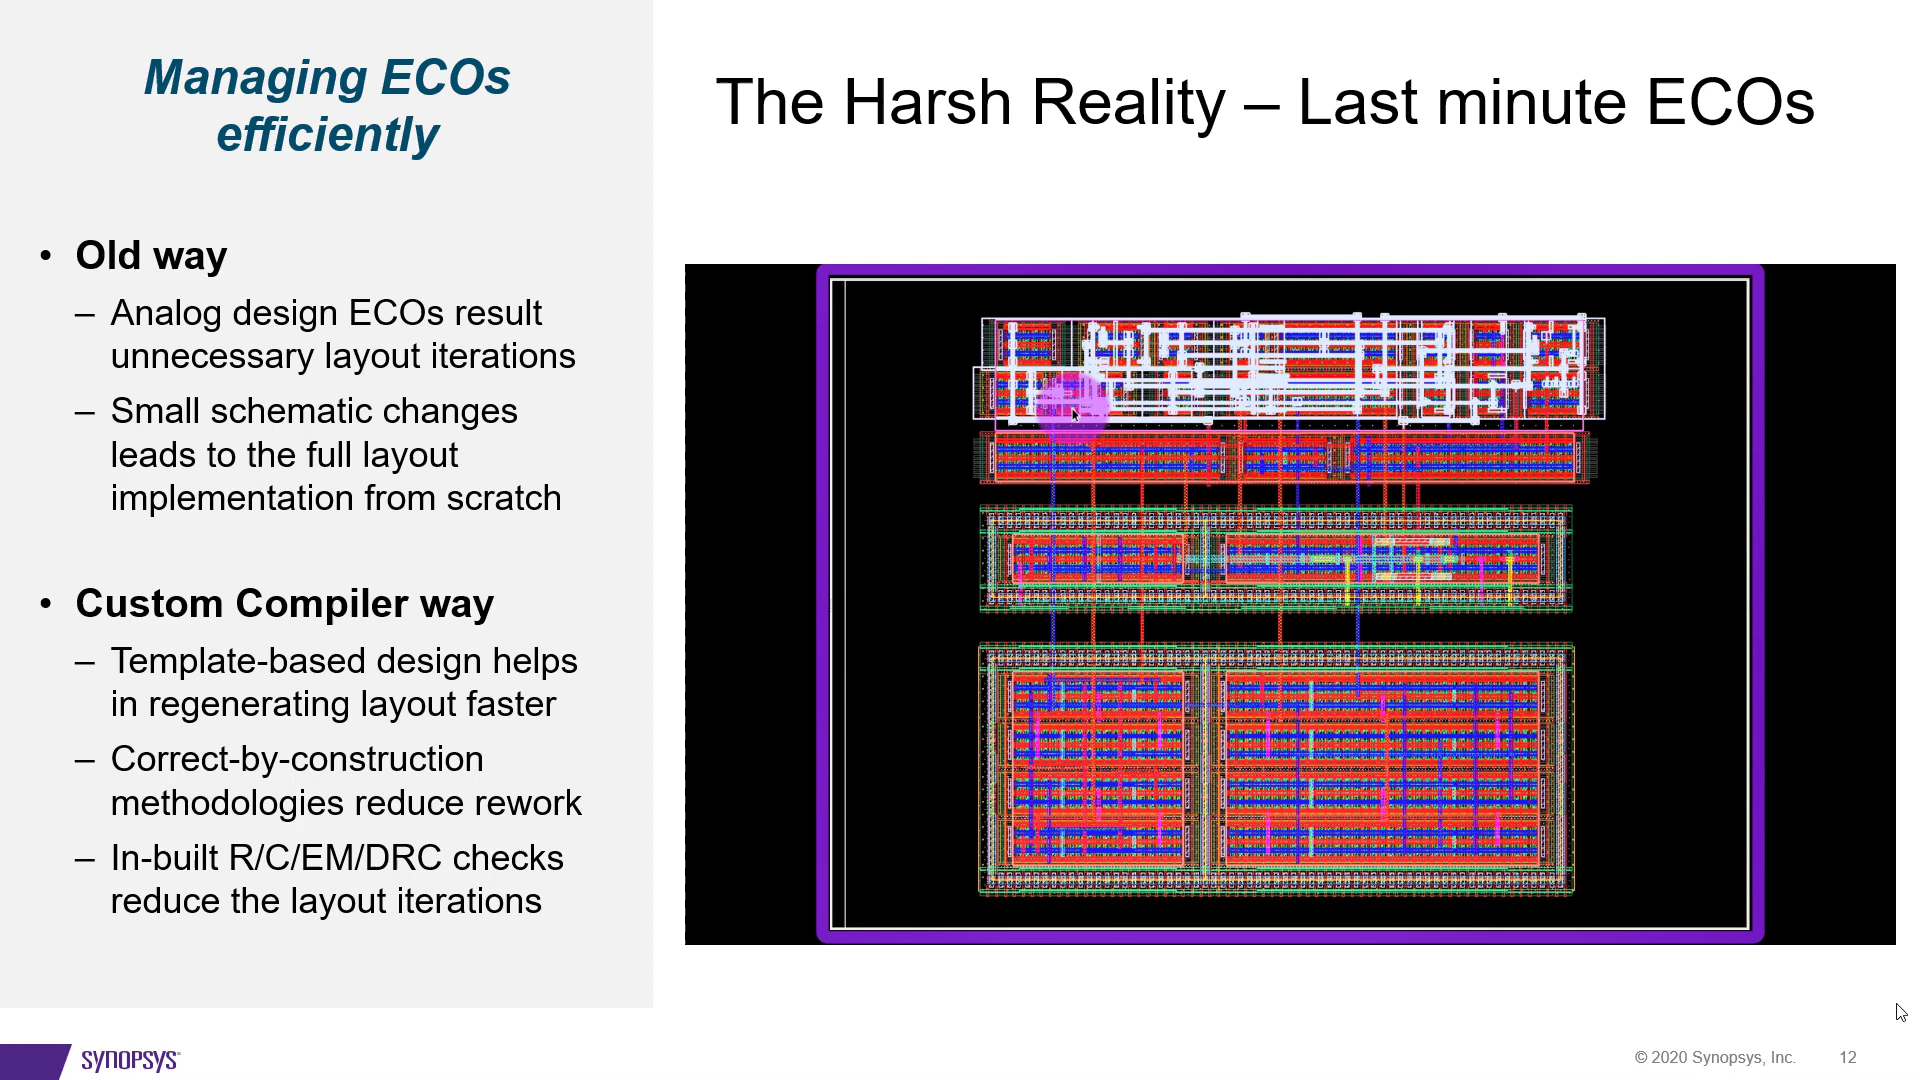 Managing ECOs
efficiently
• Old way
– Analog design ECOs result
unnecessary layout iterations
– Small schematic changes
leads to the full layout
implementation from scratch
• Custom Compiler way
– Template-based design helps
in regenerating layout faster
– Correct-by-construction
methodologies reduce rework
– In-built R/C/EM/DRC checks
reduce the layout iterations
The Harsh Reality – Last minute ECOs
SYNOPSYS®
© 2020 Synopsys, Inc. 12